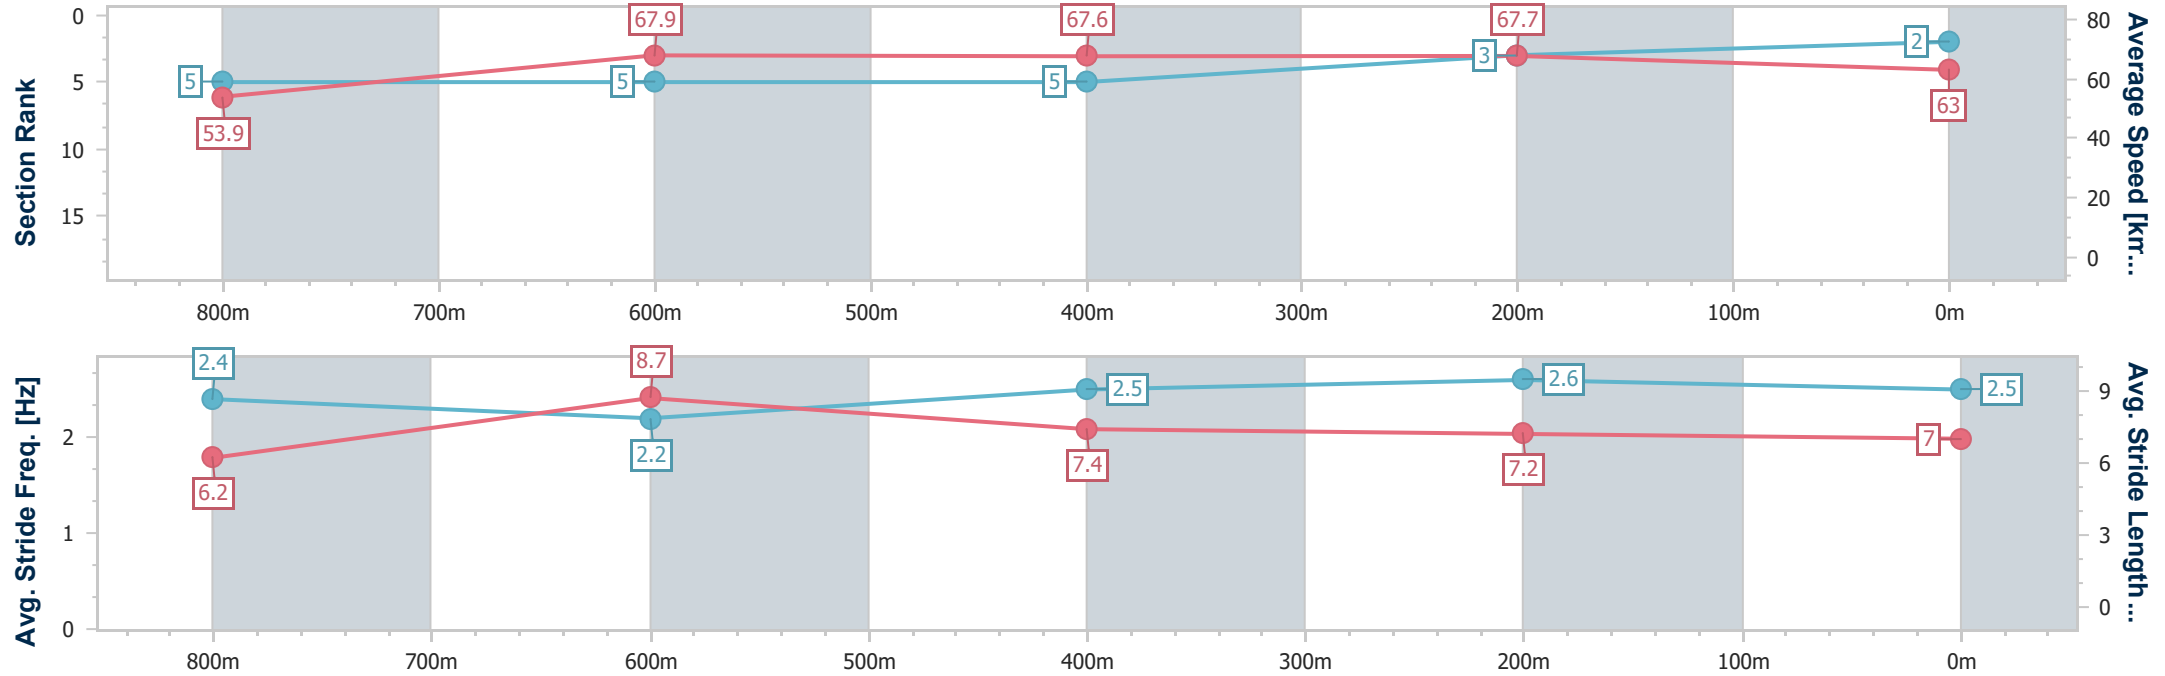 Section Rank
0
5
10
15
5
53.9
67.9
5
67.6
5
67.7
3
2
63
80
60
40
20
0
Average Speed [km...
800m
700m
600m
500m
400m
300m
200m
100m
0m
Avg. Stride Freq. [Hz]
2
1
0
2.4
6.2
8.7
2.2
2.5
7.4
2.6
7.2
7
2.5
9
6
3
0
Avg. Stride Length ...
800m
700m
600m
500m
400m
300m
200m
100m
0m